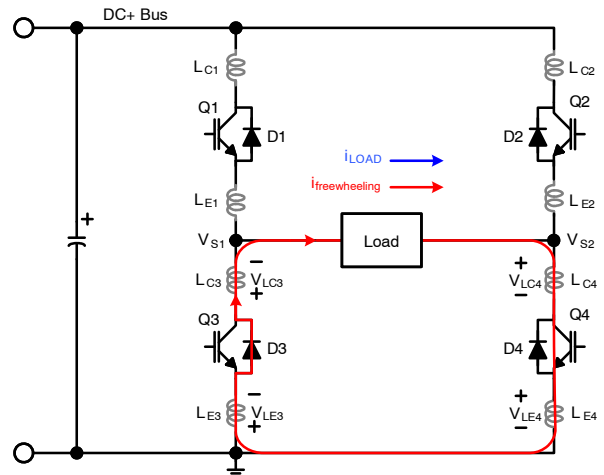 DC+ Bus
LC1
LC2
Q1
Q2
D1
D2
iLOAD
ifreewheeling
LE1
LE2
VS1
Load
VS2
−
+
LC3
VLC3
VLC4
LC4
+
−
Q3
Q4
D3
D4
−
+
LE3
VLE3
VLE4
LE4
+
−
+